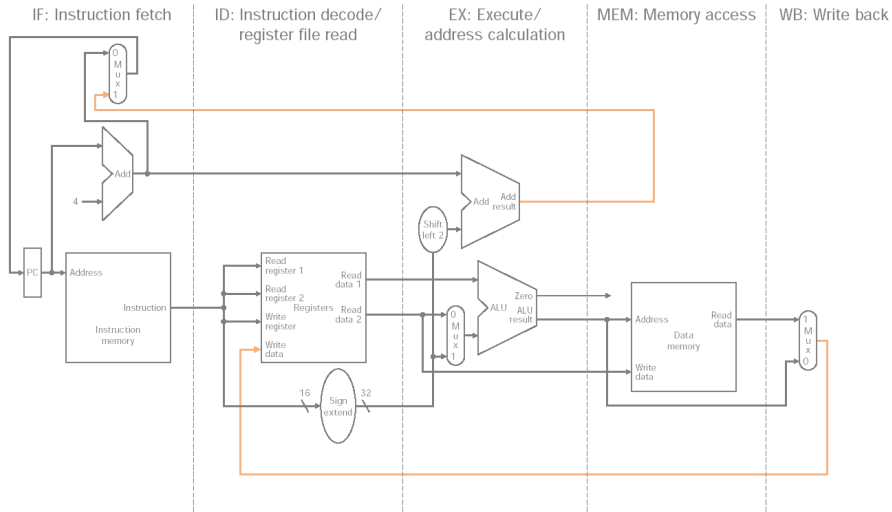 IF: Instruction fetch
ID: Instruction decode/
register file read
EX: Execute/
address calculation
MEM: Memory access
WB: Write back
0
M
u
x
1
Add
4
PC
Address
Instruction
Instruction
memory
Read
register 1
Read
register 2
Write
register
Write
data
Registers
Read
data 1
Read
data 2
16
Sign
extend
32
Shift
left 2
Add
Add
result
0
M
u
x
1
ALU
Zero
ALU
result
Address
Write
data
Data
memory
Read
data
1
M
u
x
0